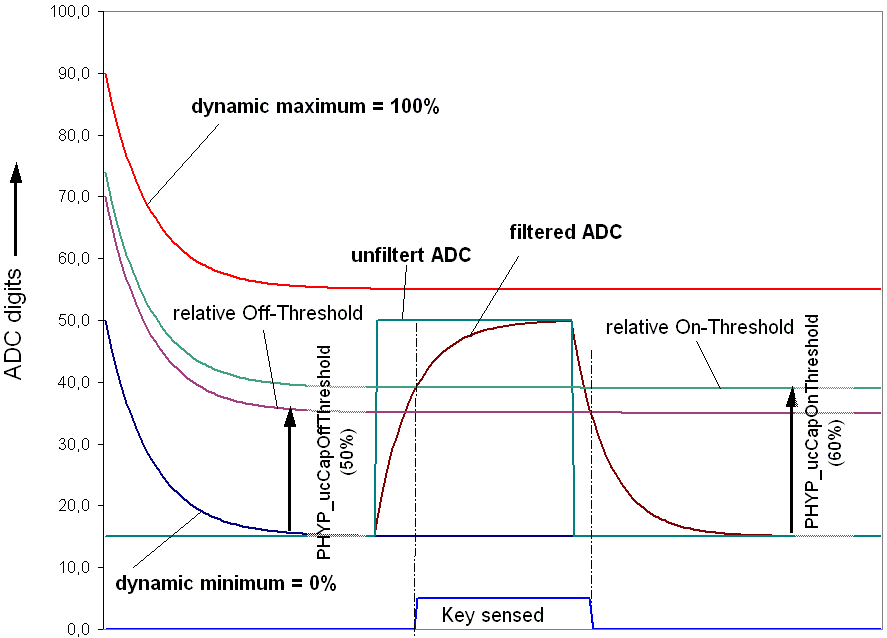 100,0
90,0
dynamic maximum = 100%
80,0
70,0
filtered ADC
unfiltert ADC
60,0
ADC digits
relative Off-Threshold
relative On-Threshold
50,0
40,0
PHYP_ucCapOffThreshold
(50%)
PHYP_ucCapOnThreshold
(60%)
30,0
20,0
10,0
dynamic minimum = 0%
Key sensed
0,0